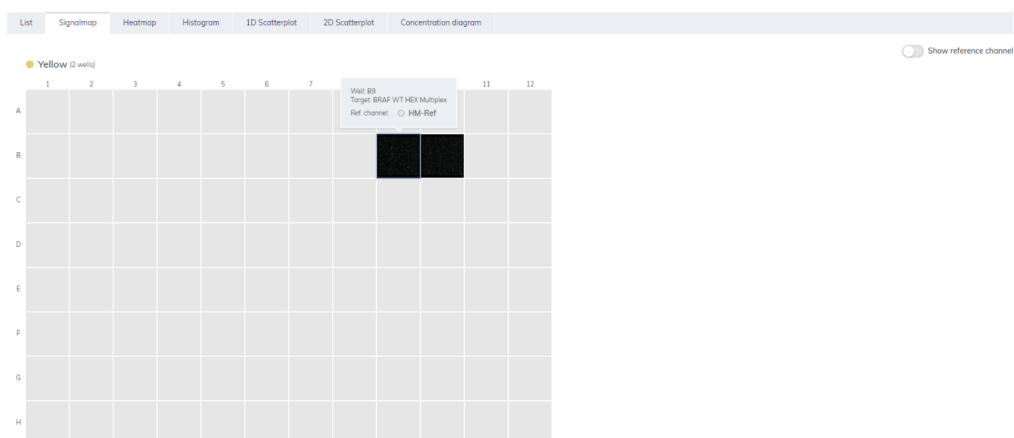 List Signalmap Heatmap Histogram 1D Scatterplot 2D Scatterplot Concentration diagram
Show reference channel
Yellow (2 wells)
1 2 3 4 5 6 7 11 12
Well: B9
Target: BRAF WT HEX Multiplex
Ref. channel: HM-Ref
A
B
C
D
E
F
G
H